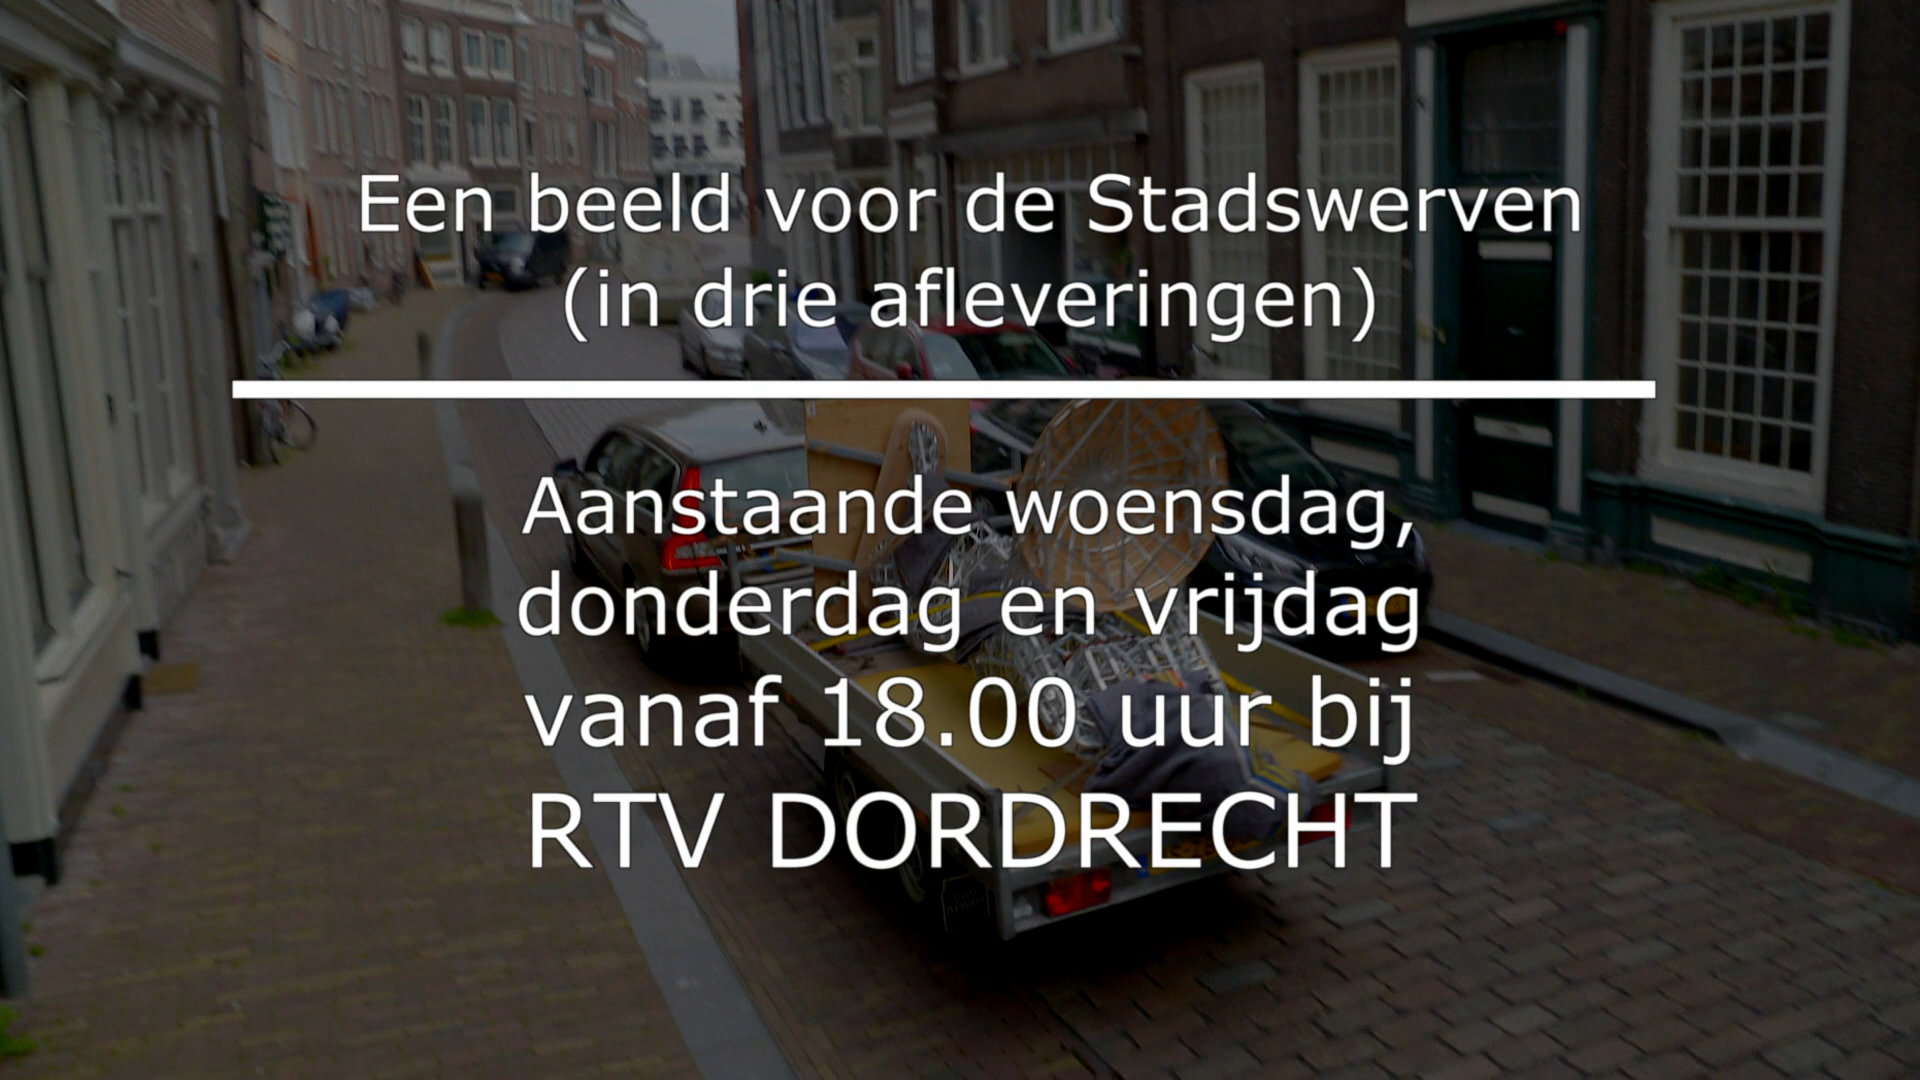 Een beeld voor de Stadswerven
(in drie afleveringen)
Aanstaande woensdag,
donderdag en vrijdag
vanaf 18.00 uur bij
RTV DORDRECHT